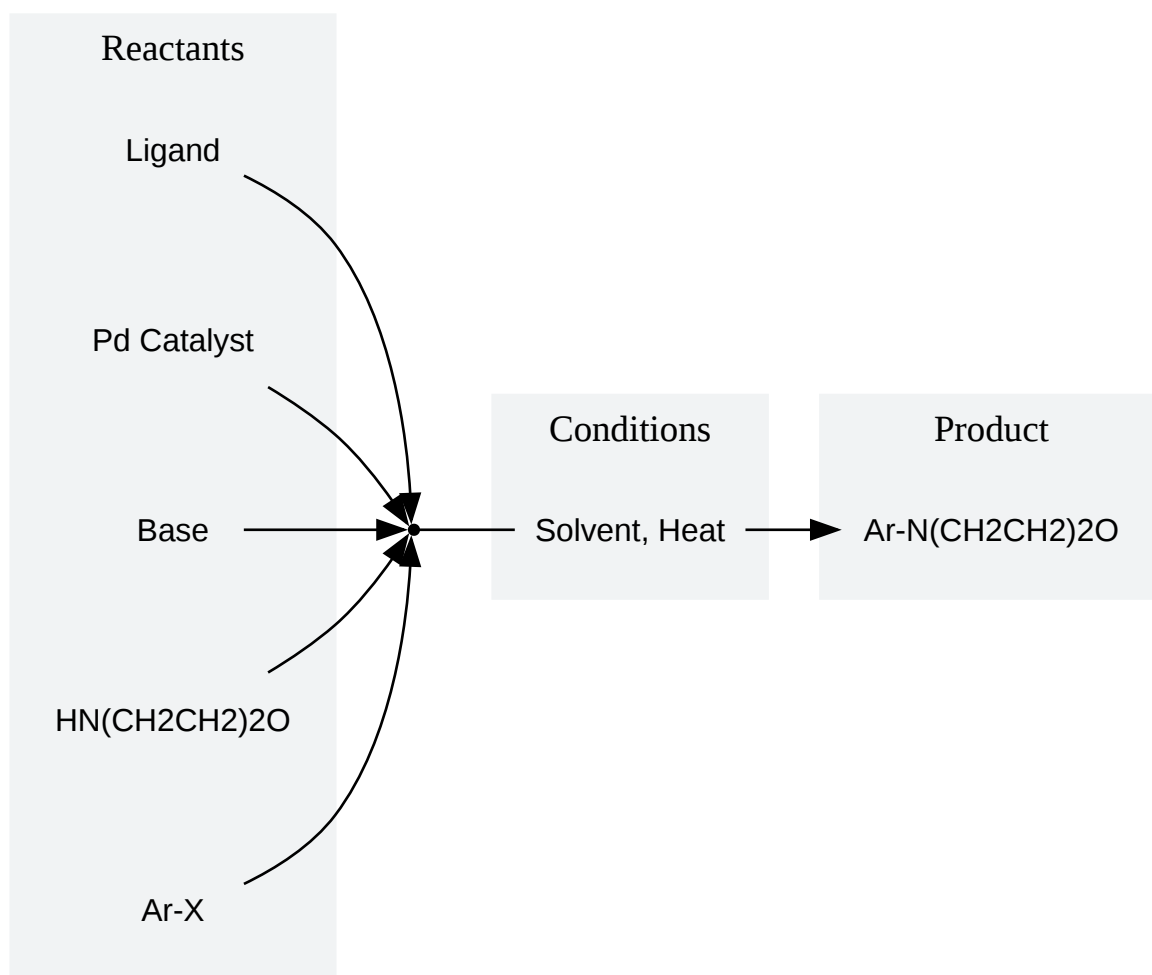 Reactants
Ligand
Pd Catalyst
Base
HN(CH2CH2)2O
Ar-X
Conditions
Solvent, Heat
Product
Ar-N(CH2CH2)2O